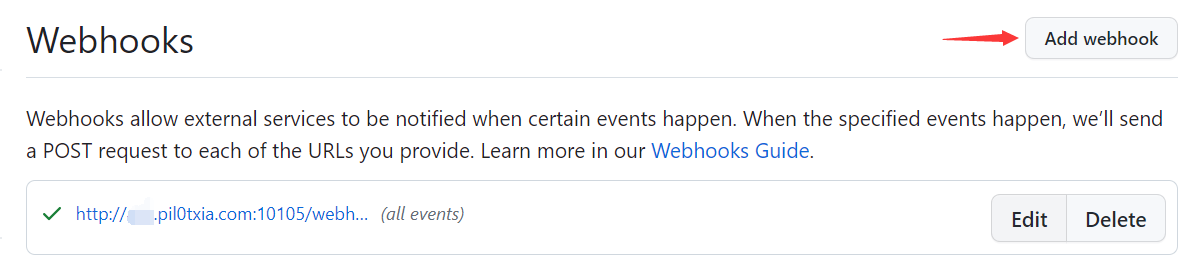 Webhooks
Add webhook
Webhooks allow external services to be notified when certain events happen. When the specified events happen, we’ll send
a POST request to each of the URLs you provide. Learn more in our Webhooks Guide.
http:// .pil0txia.com:10105/webh... (all events)
Edit
Delete